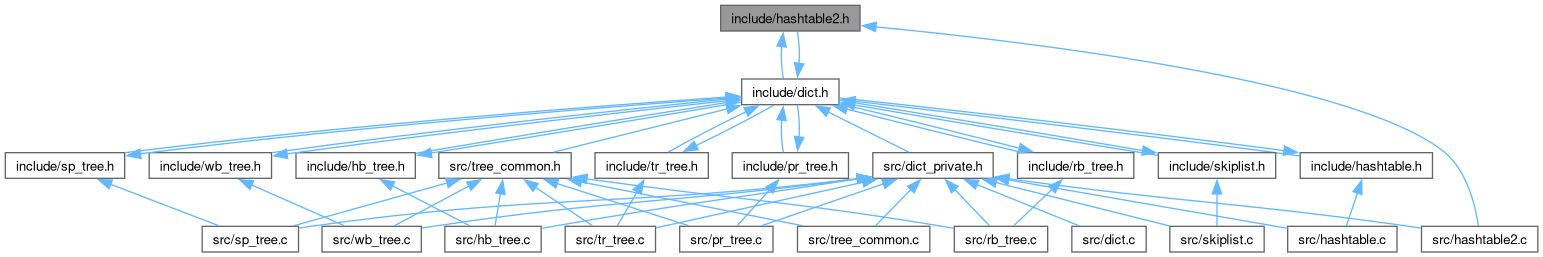 include/hashtable2.h
include/dict.h
include/sp_tree.h
include/wb_tree.h
include/hb_tree.h
src/tree_common.h
include/tr_tree.h
include/pr_tree.h
src/dict_private.h
include/rb_tree.h
include/skiplist.h
include/hashtable.h
src/sp_tree.c
src/wb_tree.c
src/hb_tree.c
src/tr_tree.c
src/pr_tree.c
src/tree_common.c
src/rb_tree.c
src/dict.c
src/skiplist.c
src/hashtable.c
src/hashtable2.c